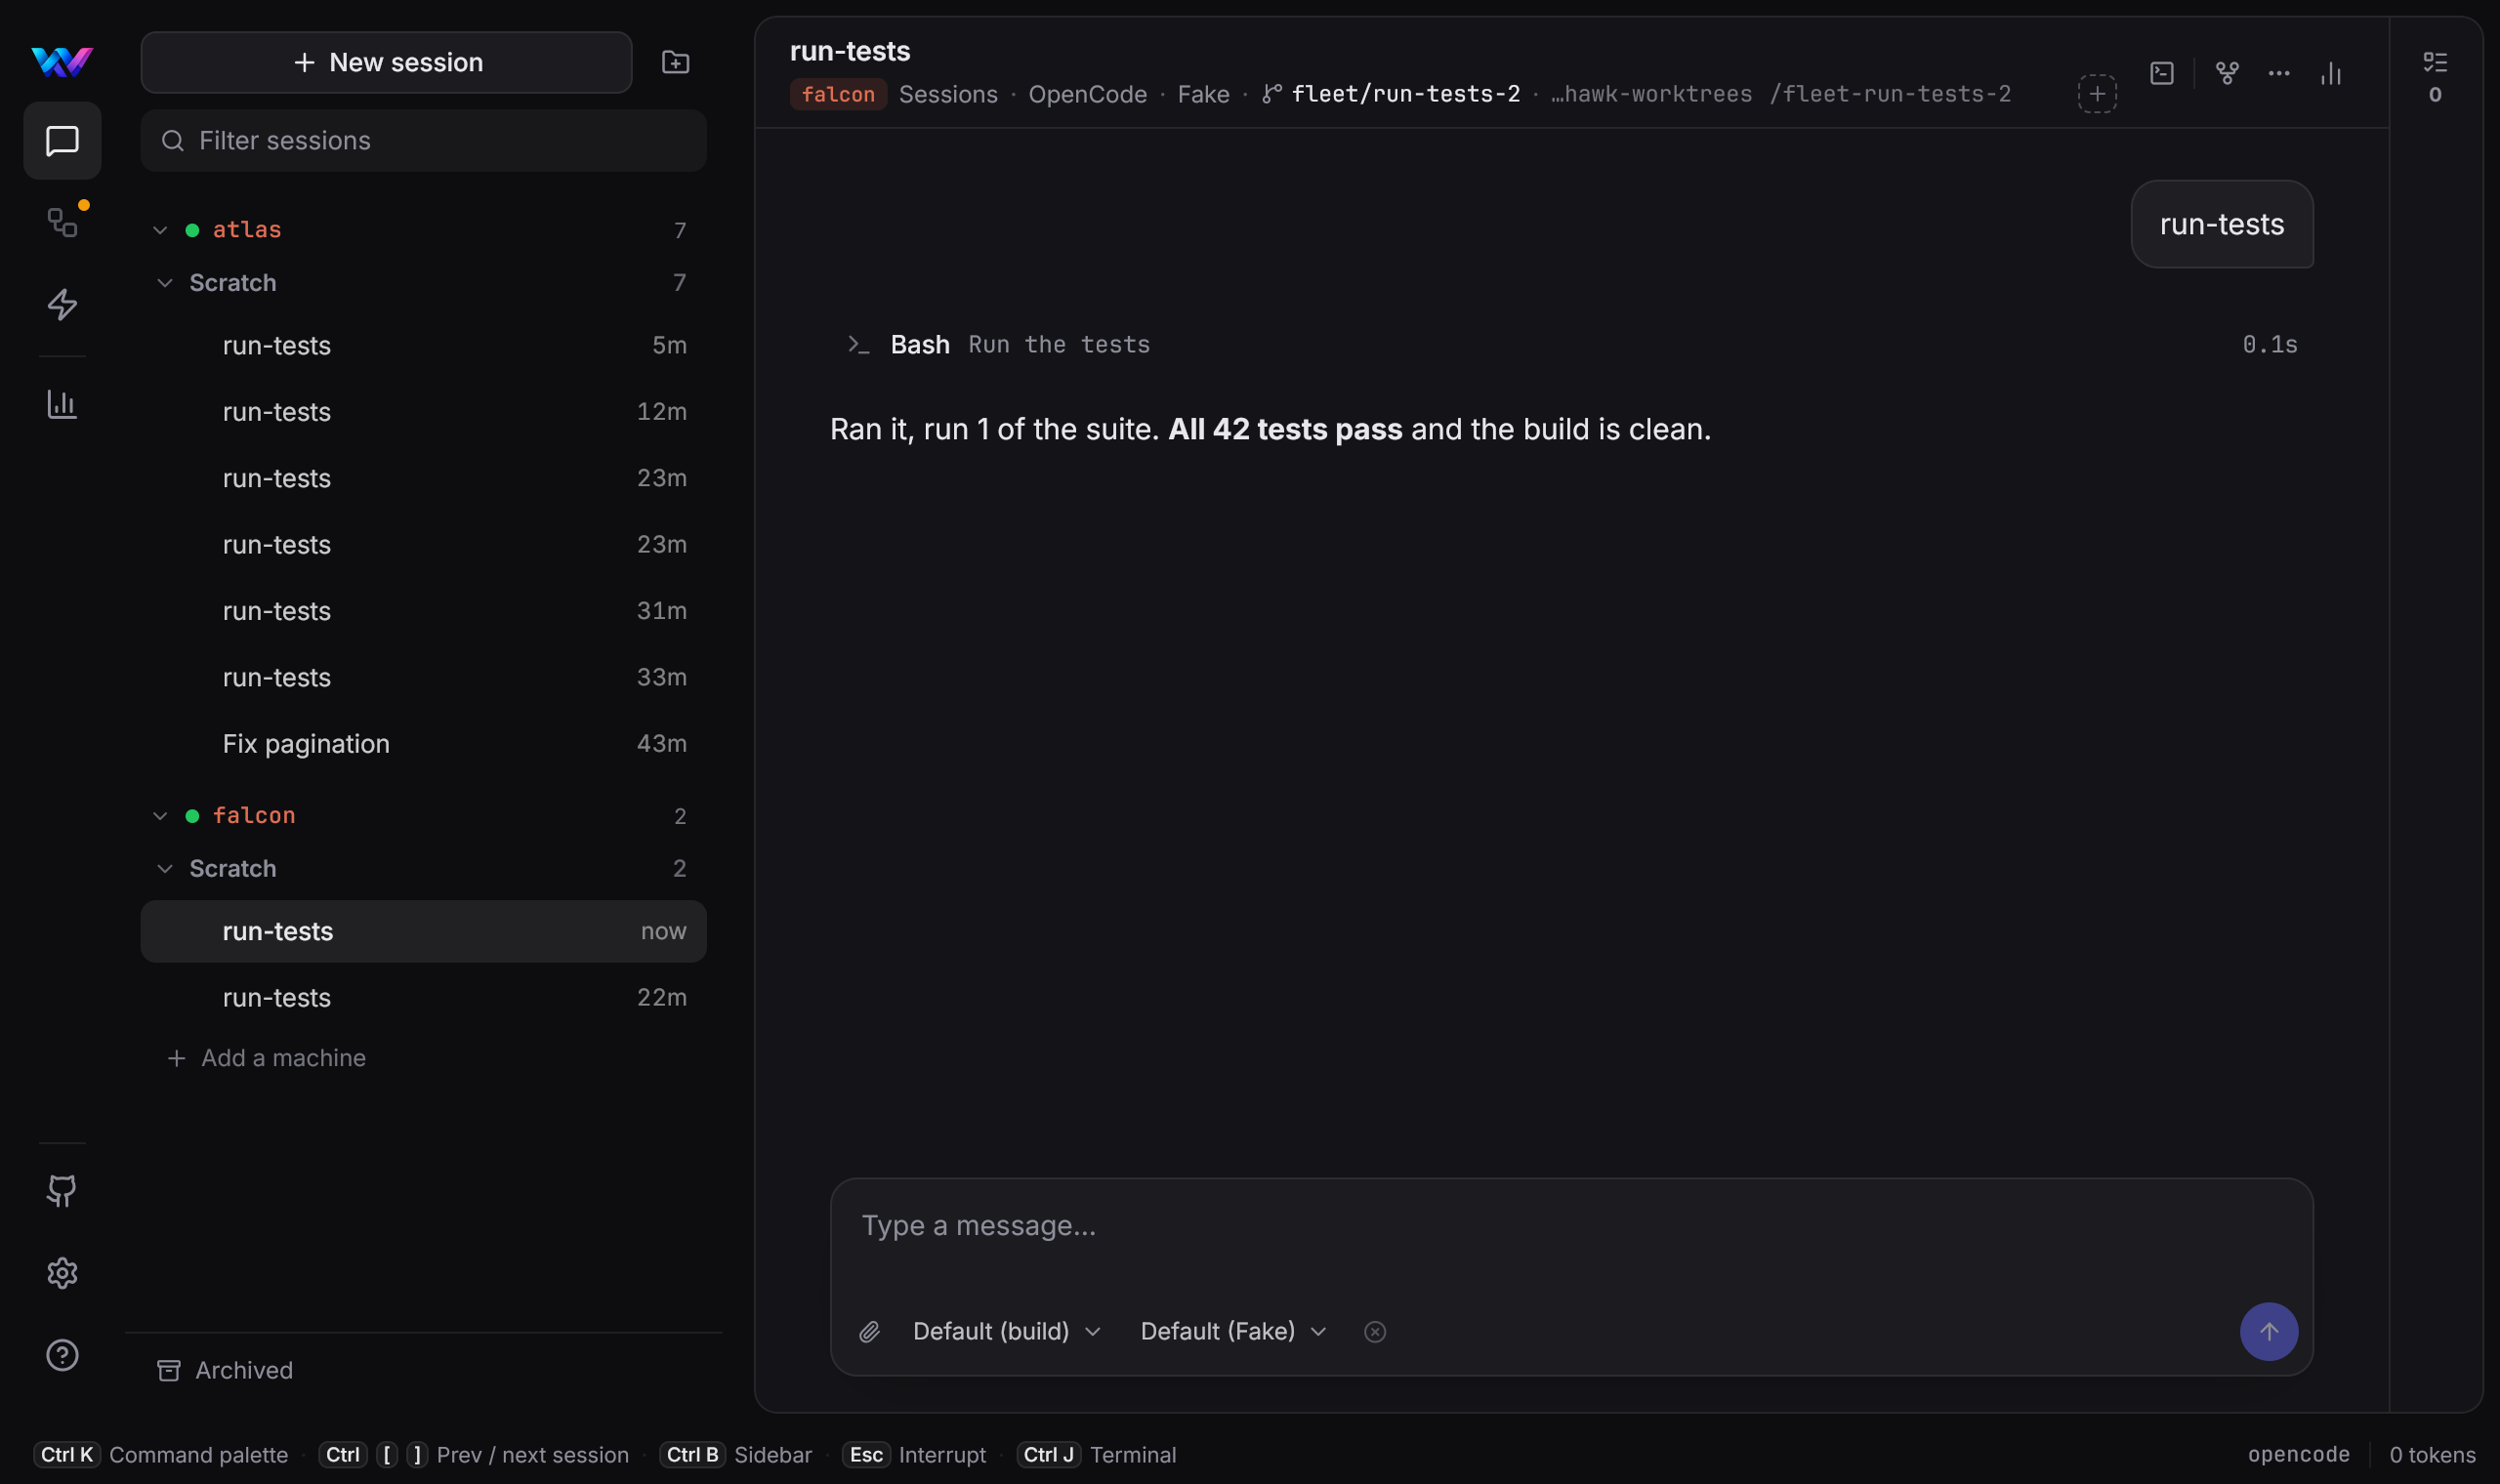 New session
Filter sessions
atlas 7
Scratch 7
run-tests 5m
run-tests 12m
run-tests 23m
run-tests 23m
run-tests 31m
run-tests 33m
Fix pagination 43m
falcon 2
Scratch 2
run-tests now
run-tests 22m
Add a machine
Archived
run-tests
falcon Sessions · OpenCode · Fake · fleet/run-tests-2 · …hawk-worktrees /fleet-run-tests-2
0
run-tests
Bash Run the tests 0.1s
Ran it, run 1 of the suite. All 42 tests pass and the build is clean.
Type a message...
Default (build) Default (Fake)
Ctrl K Command palette · Ctrl [ ] Prev / next session · Ctrl B Sidebar · Esc Interrupt · Ctrl J Terminal
opencode 0 tokens